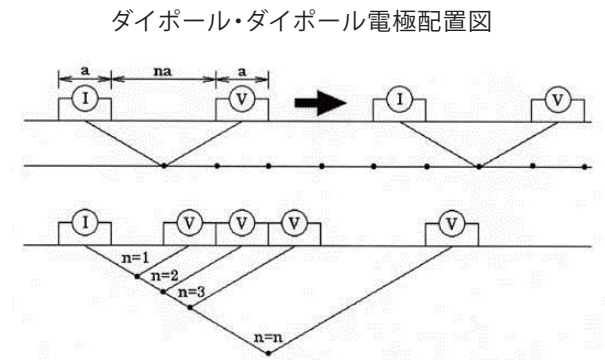 ダイポール・ダイポール電極配置図
a na a
I V I V
I V V V V
n=1
n=2
n=3
n=n